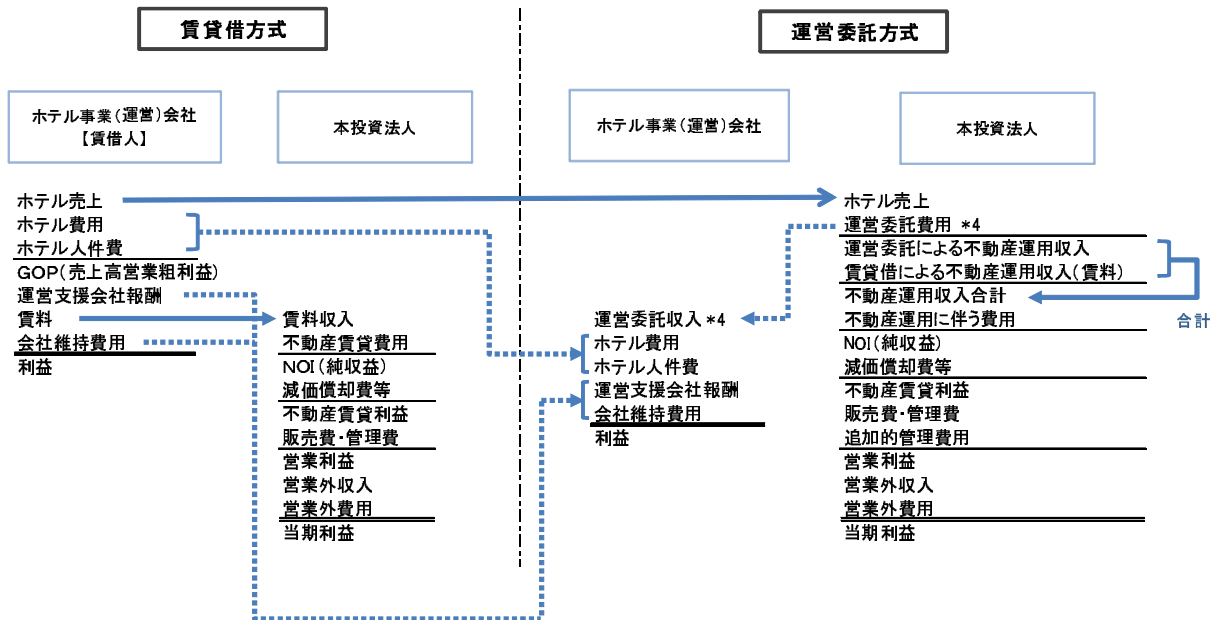 賃貸借方式
ホテル事業(運営)会社
【賃借人】
本投資法人
ホテル売上
ホテル費用
ホテル人件費
GOP(売上高営業粗利益)
運営支援会社報酬
賃料
会社維持費用
利益
賃料収入
不動産賃貸費用
NOI(純収益)
減価償却費等
不動産賃貸利益
販売費・管理費
営業利益
営業外収入
営業外費用
当期利益
運営委託方式
ホテル事業(運営)会社
本投資法人
運営委託収入*4
ホテル費用
ホテル人件費
運営支援会社報酬
会社維持費用
利益
ホテル売上
運営委託費用 *4
運営委託による不動産運用収入
賃貸借による不動産運用収入(賃料)
不動産運用収入合計
不動産運用に伴う費用
NOI(純収益)
減価償却費等
不動産賃貸利益
販売費・管理費
追加的管理費用
営業利益
営業外収入
営業外費用
当期利益
合計